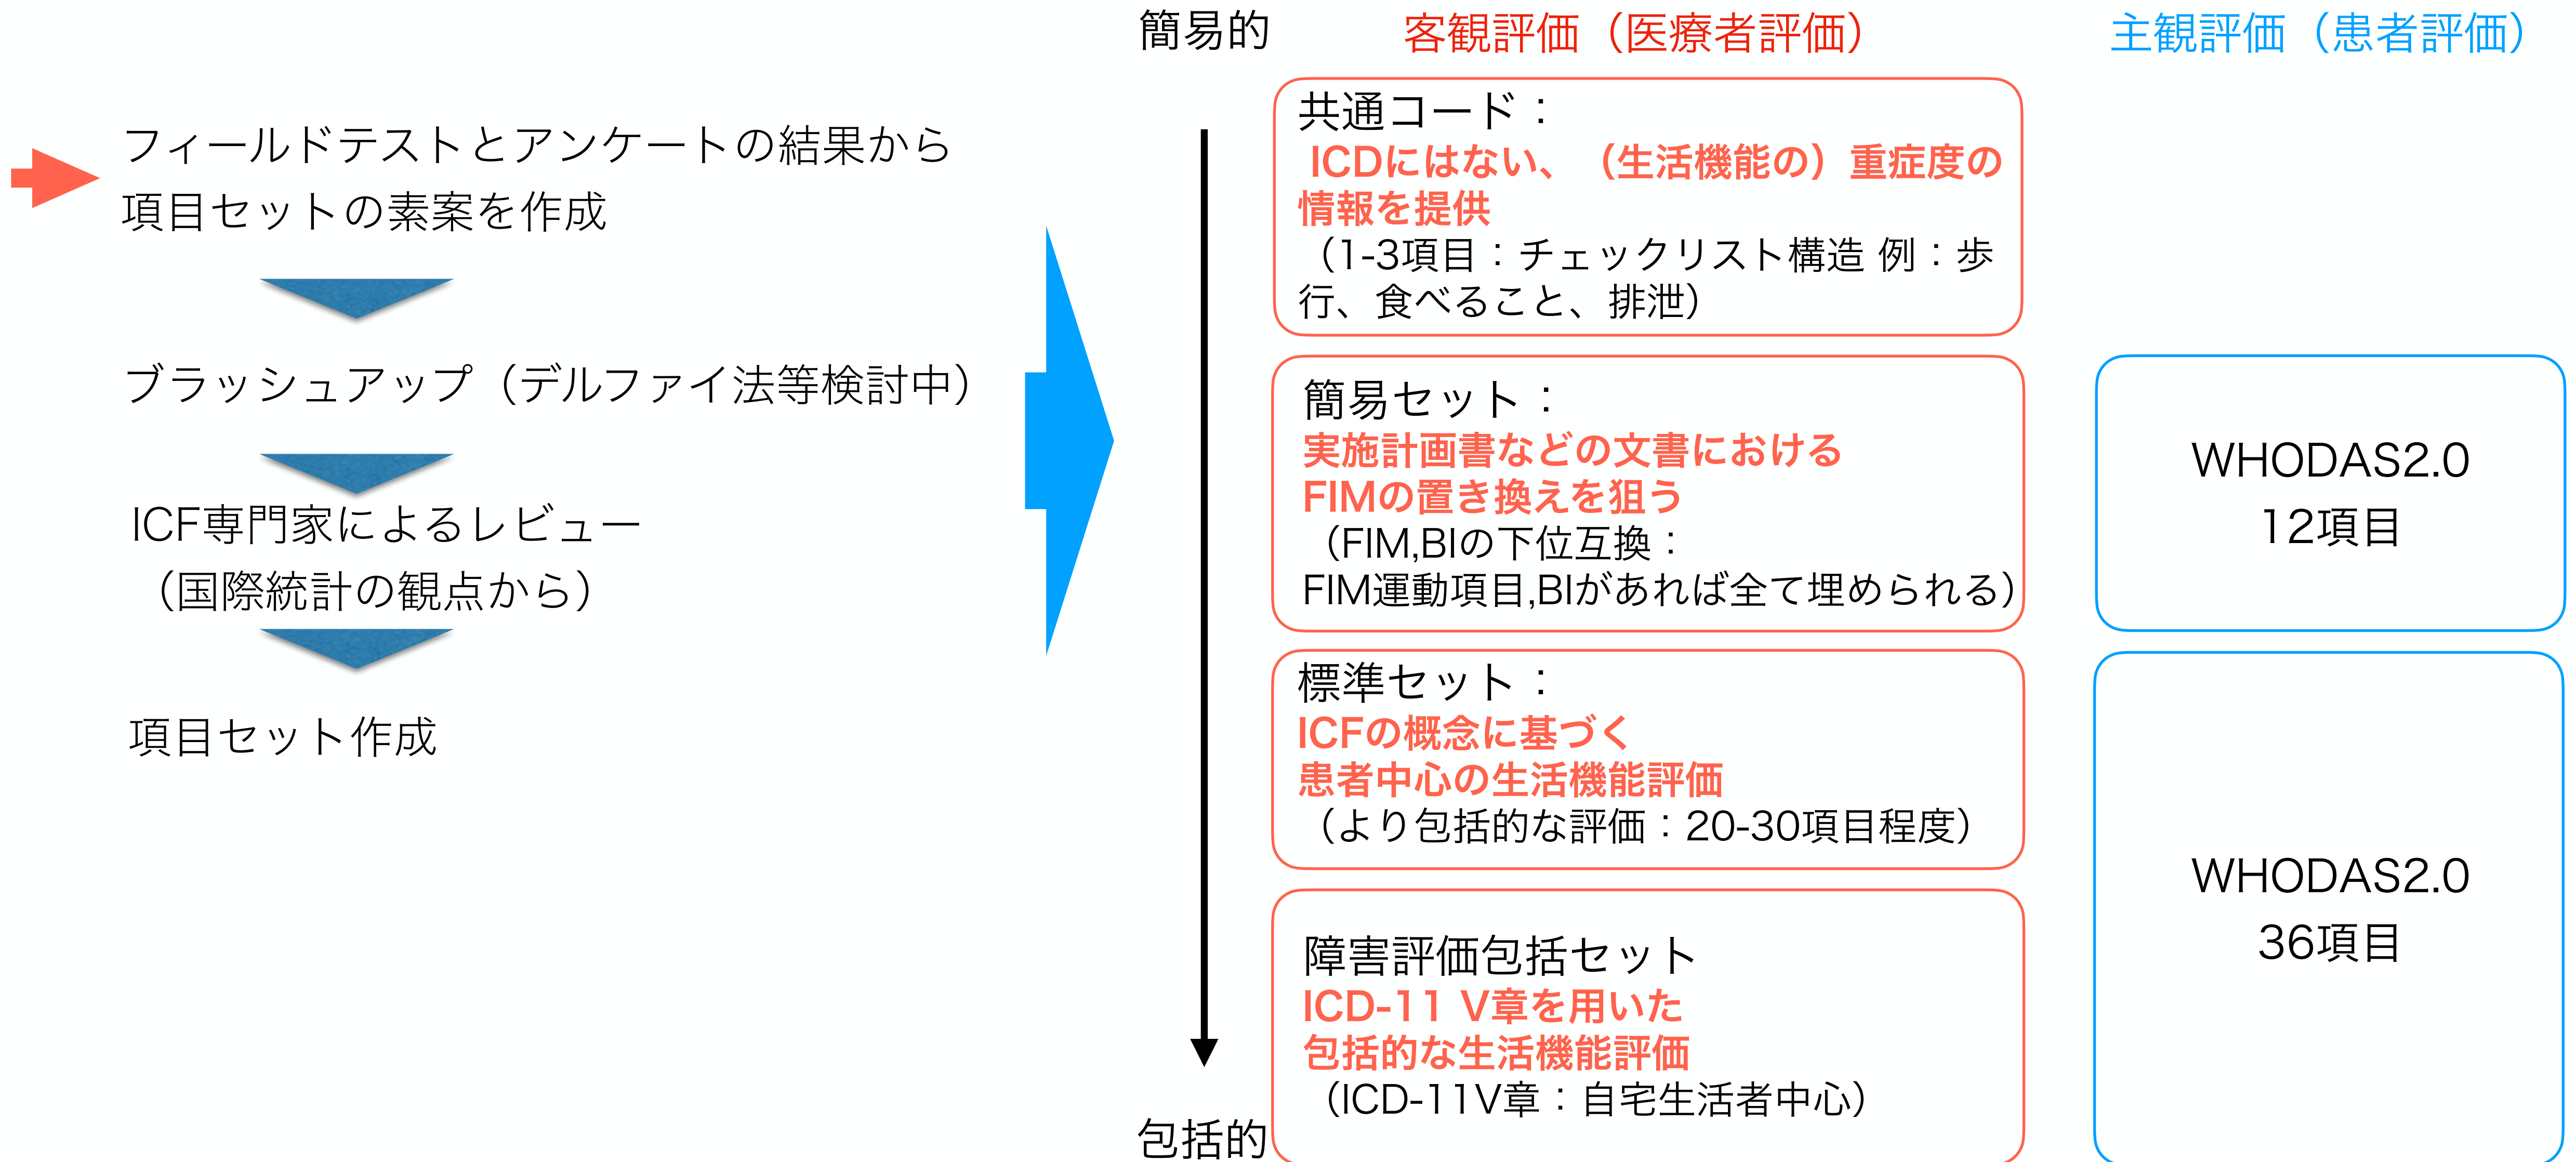 フィールドテストとアンケートの結果から
項目セットの素案を作成
ブラッシュアップ（デルファイ法等検討中）
ICF専門家によるレビュー
（国際統計の観点から）
項目セット作成
簡易的
包括的
客観評価（医療者評価）
共通コード：
ICDにはない、（生活機能の）重症度の
情報を提供
（1-3項目：チェックリスト構造 例：歩
行、食べること、排泄）
簡易セット：
実施計画書などの文書における
FIMの置き換えを狙う
（FIM,BIの下位互換：
FIM運動項目,BIがあれば全て埋められる）
標準セット：
ICFの概念に基づく
患者中心の生活機能評価
（より包括的な評価：20-30項目程度）
障害評価包括セット
ICD-11 V章を用いた
包括的な生活機能評価
（ICD-11V章：自宅生活者中心）
主観評価（患者評価）
WHODAS2.0
12項目
WHODAS2.0
36項目